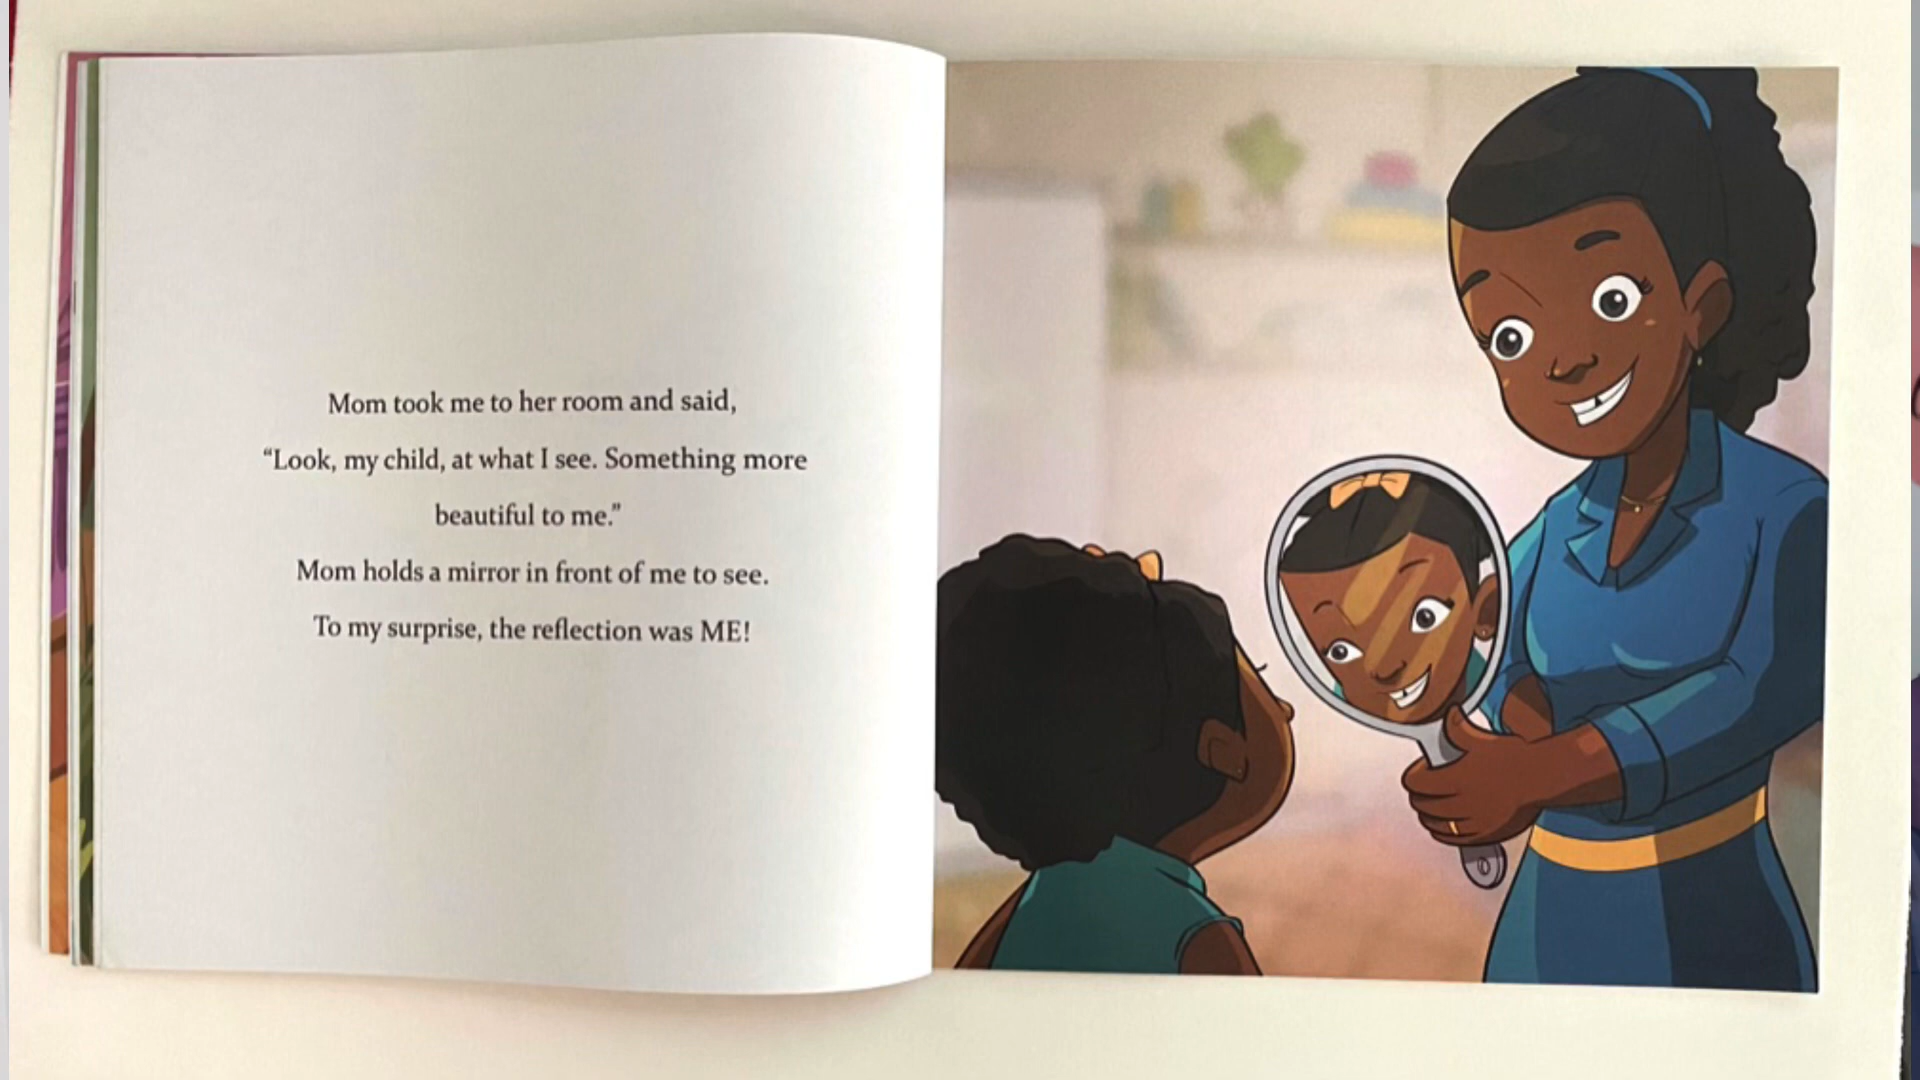 Mom took me to her room and said,
“Look, my child, at what I see. Something more
beautiful to me.”
Mom holds a mirror in front of me to see.
To my surprise, the reflection was ME!